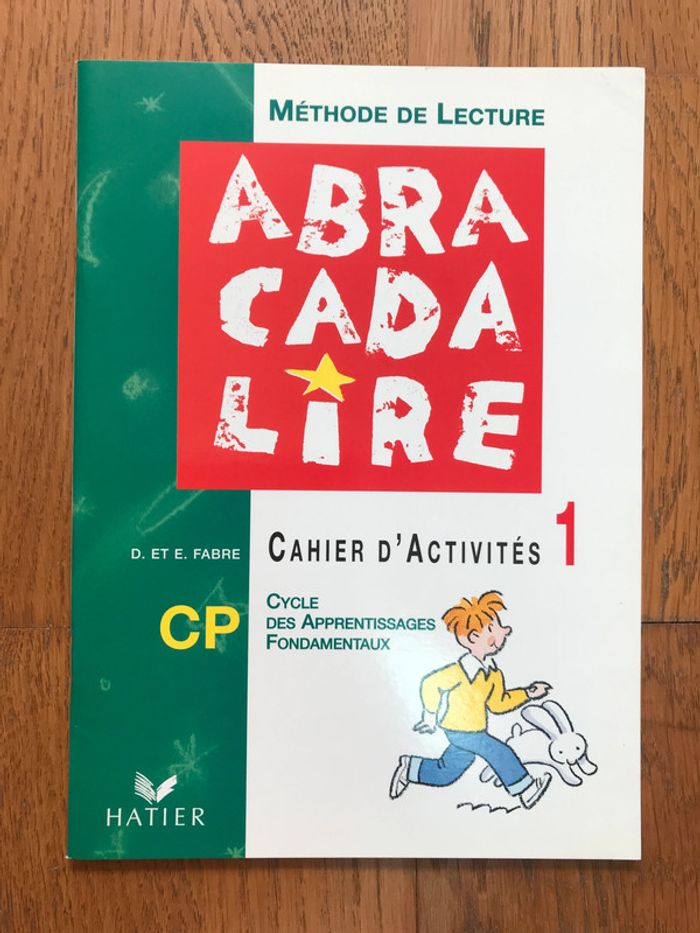 Méthode de Lecture
ABRA
CADA
LiRE
D. ET E. FABRE
Cahier d'Activités 1
CP
Cycle
des Apprentissages
Fondamentaux
HATIER